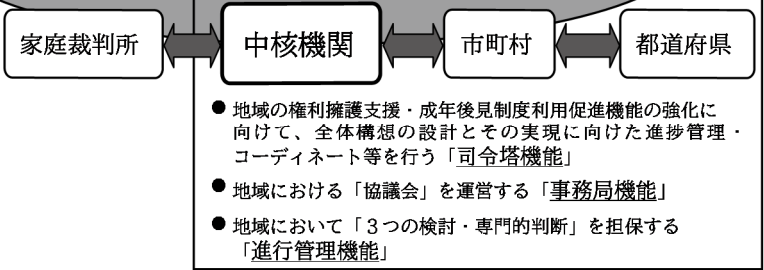 家庭裁判所
中核機関
市町村
都道府県
● 地域の権利擁護支援・成年後見制度利用促進機能の強化に
向けて、全体構想の設計とその実現に向けた進捗管理・
コーディネート等を行う「司令塔機能」
● 地域における「協議会」を運営する「事務局機能」
● 地域において「３つの検討・専門的判断」を担保する
「進行管理機能」